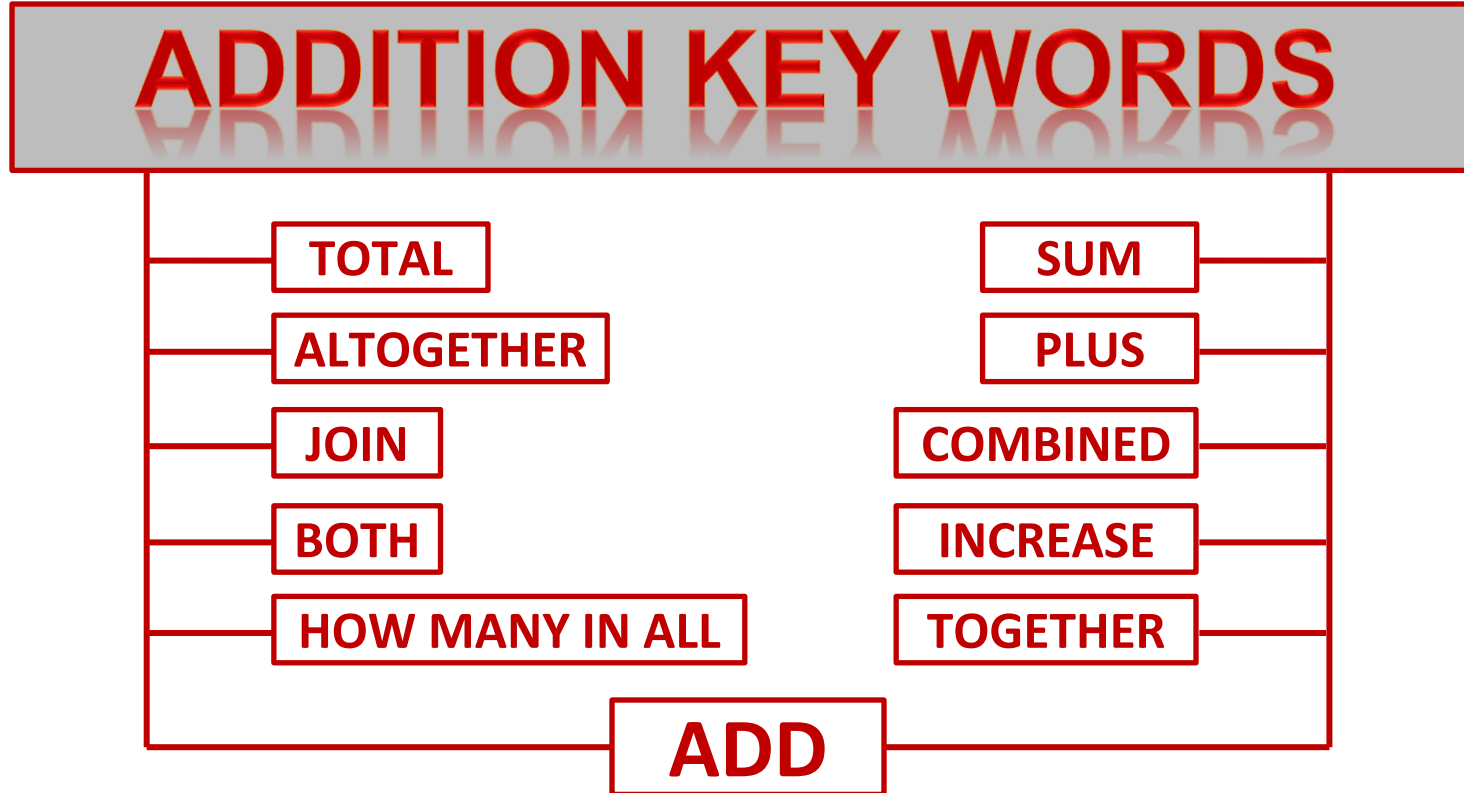 ADDITION KEY WORDS
TOTAL
SUM
ALTOGETHER
PLUS
JOIN
COMBINED
BOTH
INCREASE
HOW MANY IN ALL
TOGETHER
ADD